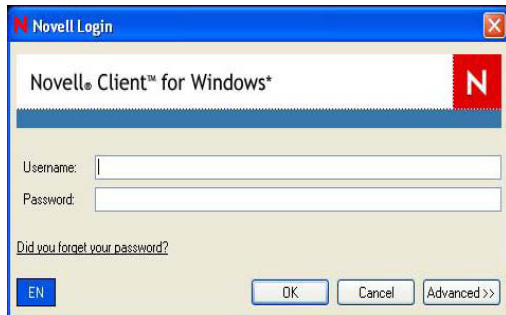 N Novell Login
Novell® Client™ for Windows*
N
Username:
Password:
Did you forget your password?
EN
OK
Cancel
Advanced >>